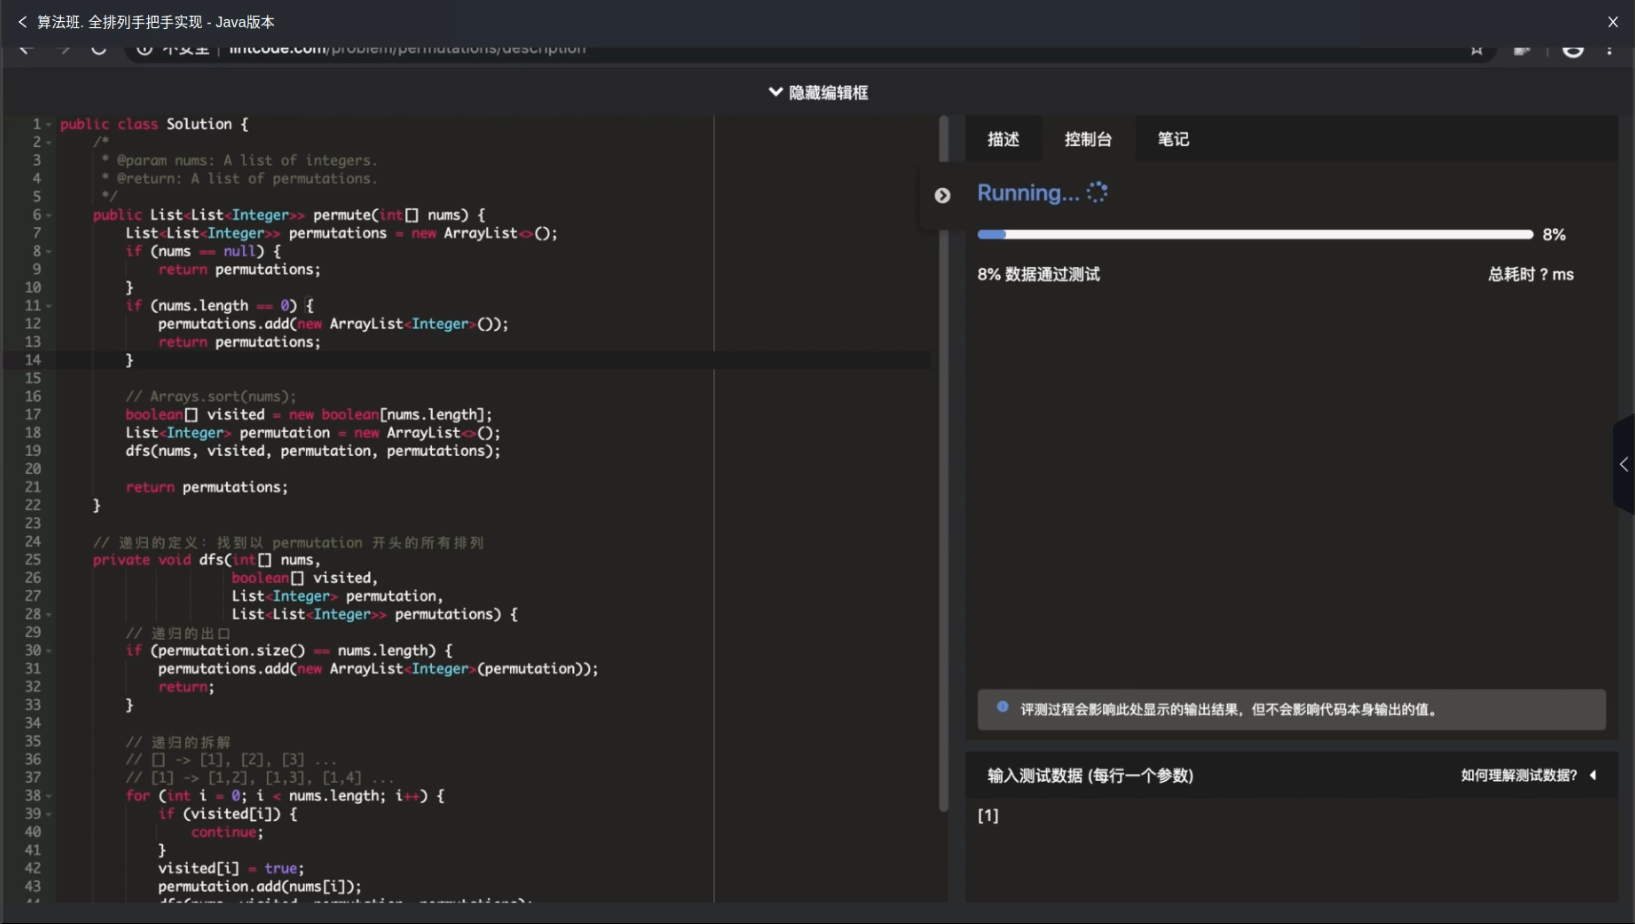 算法班. 全排列手把手实现 - Java版本
不安全 | lintcode.com/problem/permutations/description
隐藏编辑框
1 public class Solution {
2 /*
3 * @param nums: A list of integers.
4 * @return: A list of permutations.
5 */
6 public List<List<Integer>> permute(int[] nums) {
7 List<List<Integer>> permutations = new ArrayList<>();
8 if (nums == null) {
9 return permutations;
10 }
11 if (nums.length == 0) {
12 permutations.add(new ArrayList<Integer>());
13 return permutations;
14 }
15
16 // Arrays.sort(nums);
17 boolean[] visited = new boolean[nums.length];
18 List<Integer> permutation = new ArrayList<>();
19 dfs(nums, visited, permutation, permutations);
20
21 return permutations;
22 }
23
24 // 递归的定义: 找到以 permutation 开头的所有排列
25 private void dfs(int[] nums,
26 boolean[] visited,
27 List<Integer> permutation,
28 List<List<Integer>> permutations) {
29 // 递归的出口
30 if (permutation.size() == nums.length) {
31 permutations.add(new ArrayList<Integer>(permutation));
32 return;
33 }
34
35 // 递归的拆解
36 // [] -> [1], [2], [3] ...
37 // [1] -> [1,2], [1,3], [1,4] ...
38 for (int i = 0; i < nums.length; i++) {
39 if (visited[i]) {
40 continue;
41 }
42 visited[i] = true;
43 permutation.add(nums[i]);
44 dfs(nums, visited, permutation, permutations);
描述 控制台 笔记
Running...
8%
8% 数据通过测试 总耗时 ? ms
评测过程会影响此处显示的输出结果，但不会影响代码本身输出的值。
输入测试数据 (每行一个参数) 如何理解测试数据?
[1]